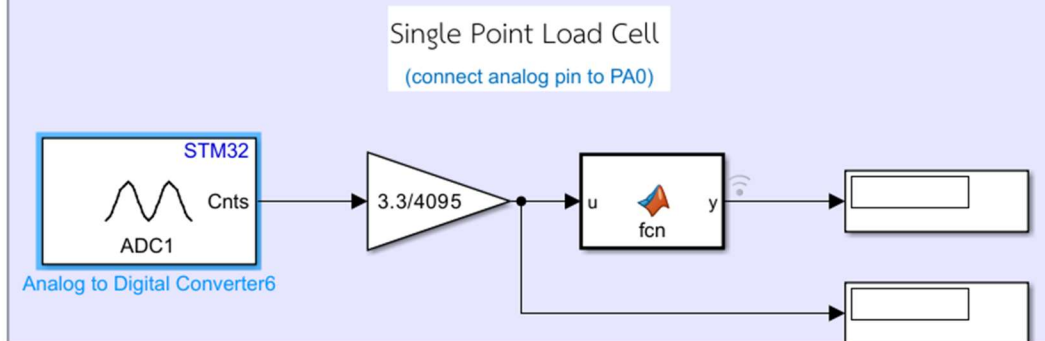 Single Point Load Cell
(connect analog pin to PA0)
STM32
Cnts
ADC1
Analog to Digital Converter6
3.3/4095
u
y
fcn